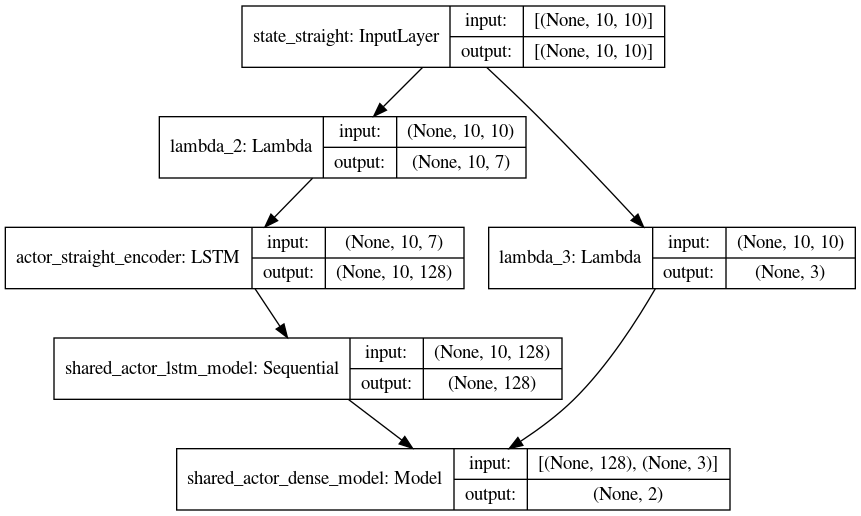 state_straight: InputLayer
input:
[(None, 10, 10)]
output:
[(None, 10, 10)]
lambda_2: Lambda
input:
(None, 10, 10)
output:
(None, 10, 7)
actor_straight_encoder: LSTM
input:
(None, 10, 7)
output:
(None, 10, 128)
lambda_3: Lambda
input:
(None, 10, 10)
output:
(None, 3)
shared_actor_lstm_model: Sequential
input:
(None, 10, 128)
output:
(None, 128)
shared_actor_dense_model: Model
input:
[(None, 128), (None, 3)]
output:
(None, 2)